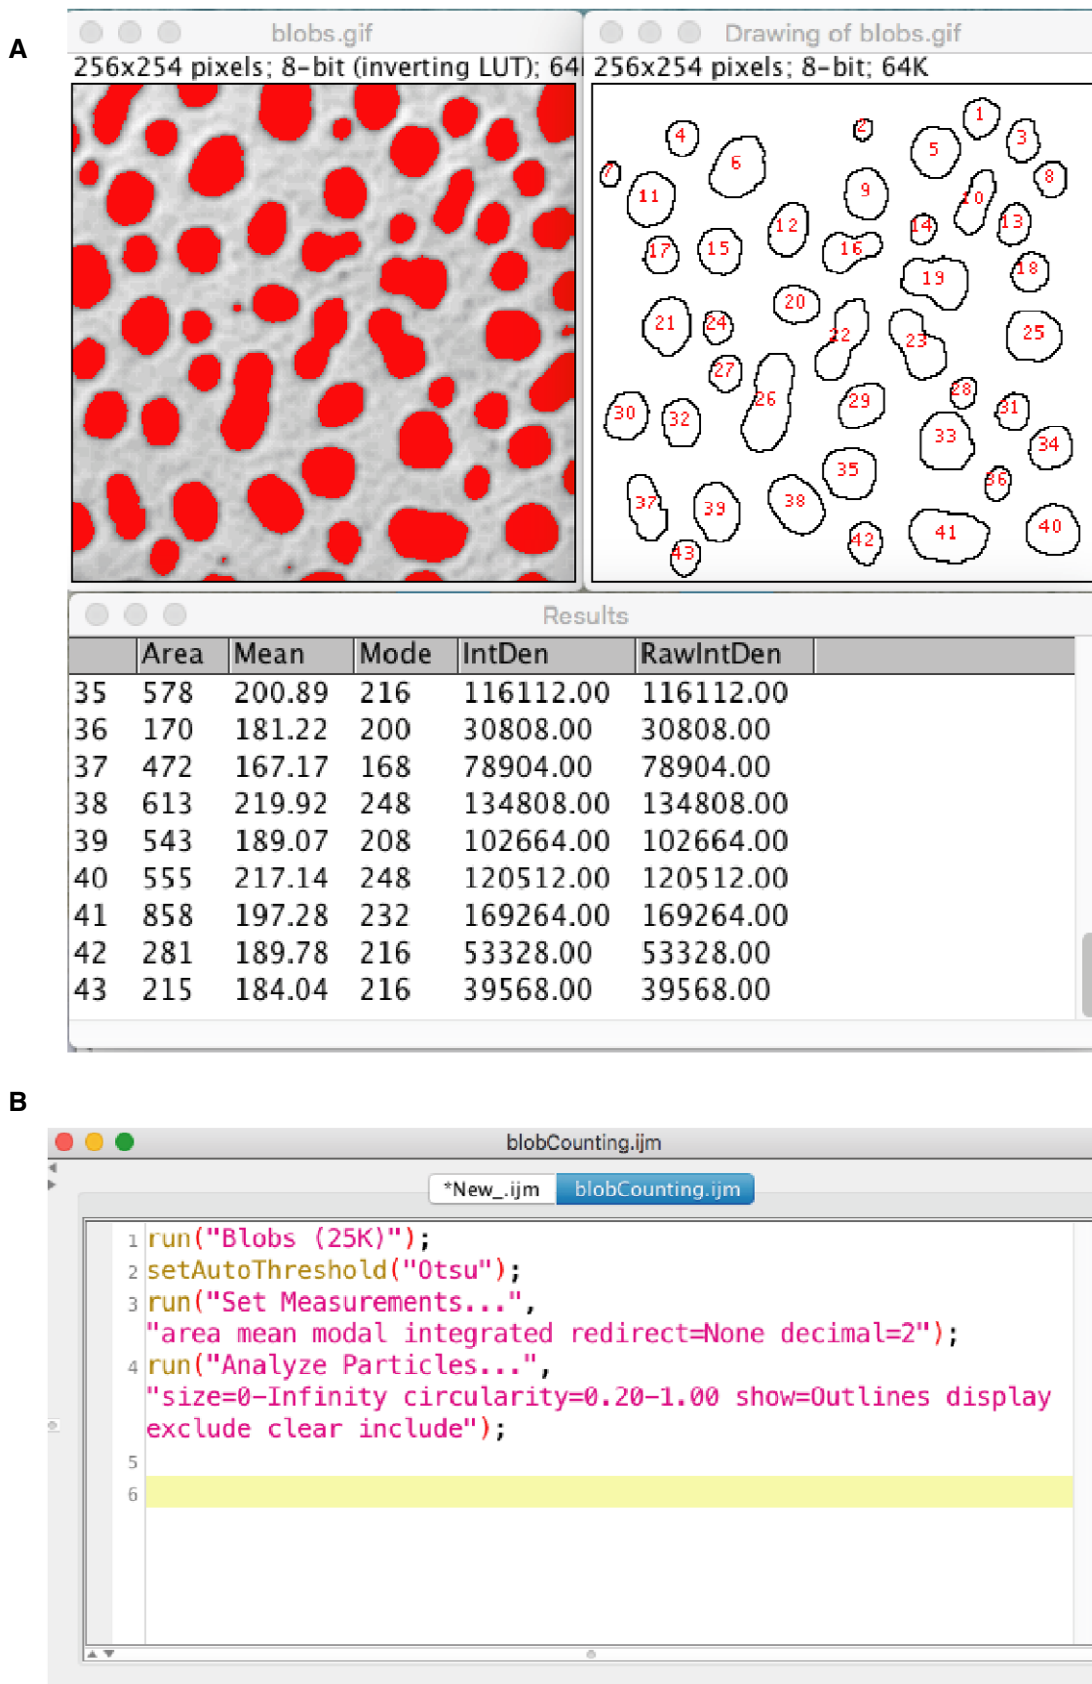 A
blobs.gif
Drawing of blobs.gif
256x254 pixels; 8-bit (inverting LUT); 64
256x254 pixels; 8-bit; 64K
1
2
3
4
5
6
7
8
9
10
11
12
13
14
15
16
17
18
19
20
21
22
23
24
25
26
27
28
29
30
31
32
33
34
35
36
37
38
39
40
41
42
43
Results
Area Mean Mode IntDen RawIntDen
35 578 200.89 216 116112.00 116112.00
36 170 181.22 200 30808.00 30808.00
37 472 167.17 168 78904.00 78904.00
38 613 219.92 248 134808.00 134808.00
39 543 189.07 208 102664.00 102664.00
40 555 217.14 248 120512.00 120512.00
41 858 197.28 232 169264.00 169264.00
42 281 189.78 216 53328.00 53328.00
43 215 184.04 216 39568.00 39568.00
B
blobCounting.ijm
*New_.ijm blobCounting.ijm
1 run("Blobs (25K)");
2 setAutoThreshold("Otsu");
3 run("Set Measurements...",
"area mean modal integrated redirect=None decimal=2");
4 run("Analyze Particles...",
"size=0-Infinity circularity=0.20-1.00 show=Outlines display
exclude clear include");
5
6